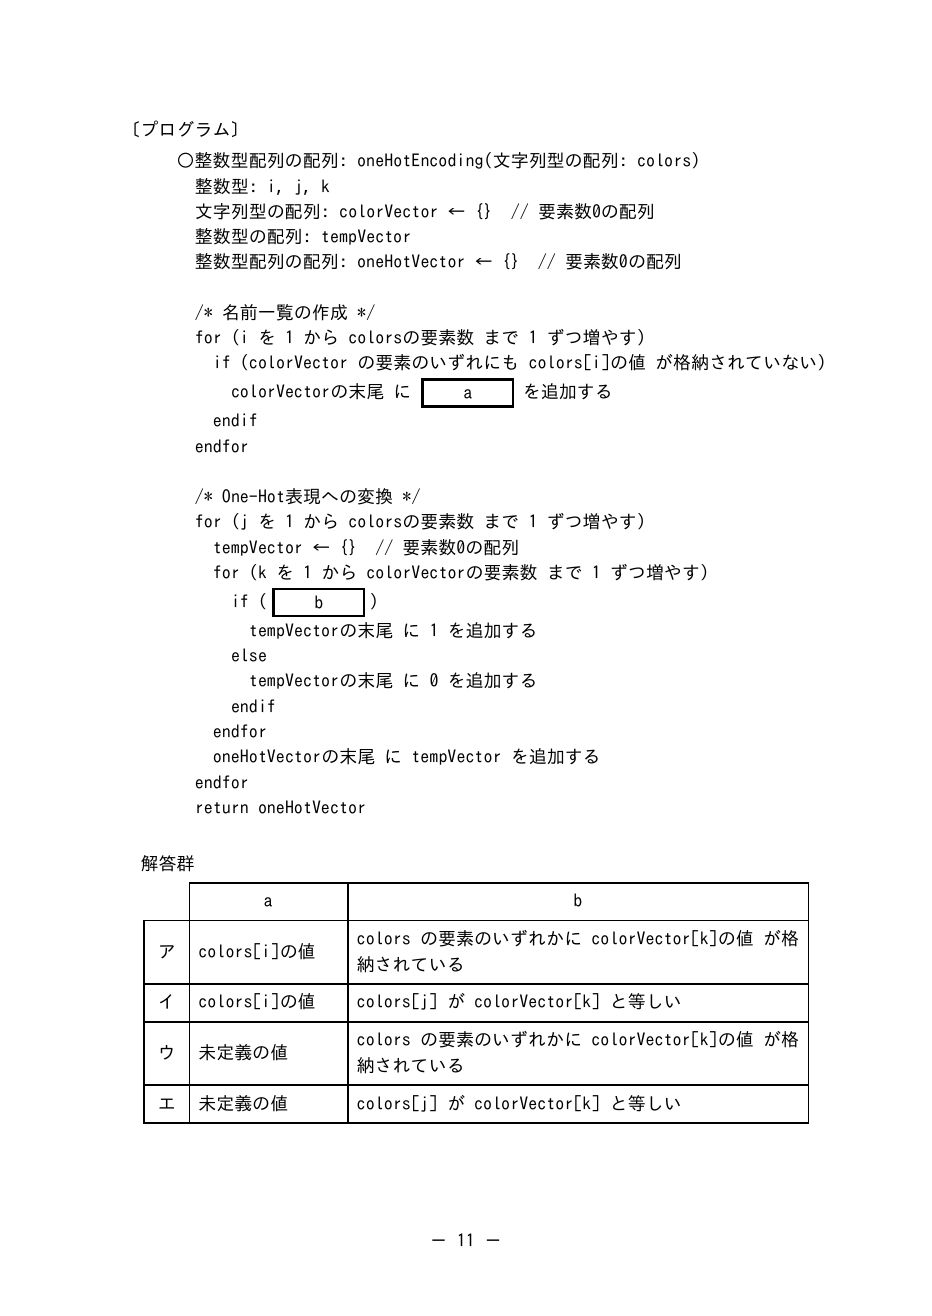 〔プログラム〕
○整数型配列の配列: oneHotEncoding(文字列型の配列: colors)
整数型: i, j, k
文字列型の配列: colorVector ← {} // 要素数0の配列
整数型の配列: tempVector
整数型配列の配列: oneHotVector ← {} // 要素数0の配列
/* 名前一覧の作成 */
for (i を 1 から colorsの要素数 まで 1 ずつ増やす)
if (colorVector の要素のいずれにも colors[i]の値 が格納されていない)
colorVectorの末尾 に a を追加する
endif
endfor
/* One-Hot表現への変換 */
for (j を 1 から colorsの要素数 まで 1 ずつ増やす)
tempVector ← {} // 要素数0の配列
for (k を 1 から colorVectorの要素数 まで 1 ずつ増やす)
if ( b )
tempVectorの末尾 に 1 を追加する
else
tempVectorの末尾 に 0 を追加する
endif
endfor
oneHotVectorの末尾 に tempVector を追加する
endfor
return oneHotVector
解答群
a b
ア colors[i]の値 colors の要素のいずれかに colorVector[k]の値 が格
納されている
イ colors[i]の値 colors[j] が colorVector[k] と等しい
ウ 未定義の値 colors の要素のいずれかに colorVector[k]の値 が格
納されている
エ 未定義の値 colors[j] が colorVector[k] と等しい
― 11 ―